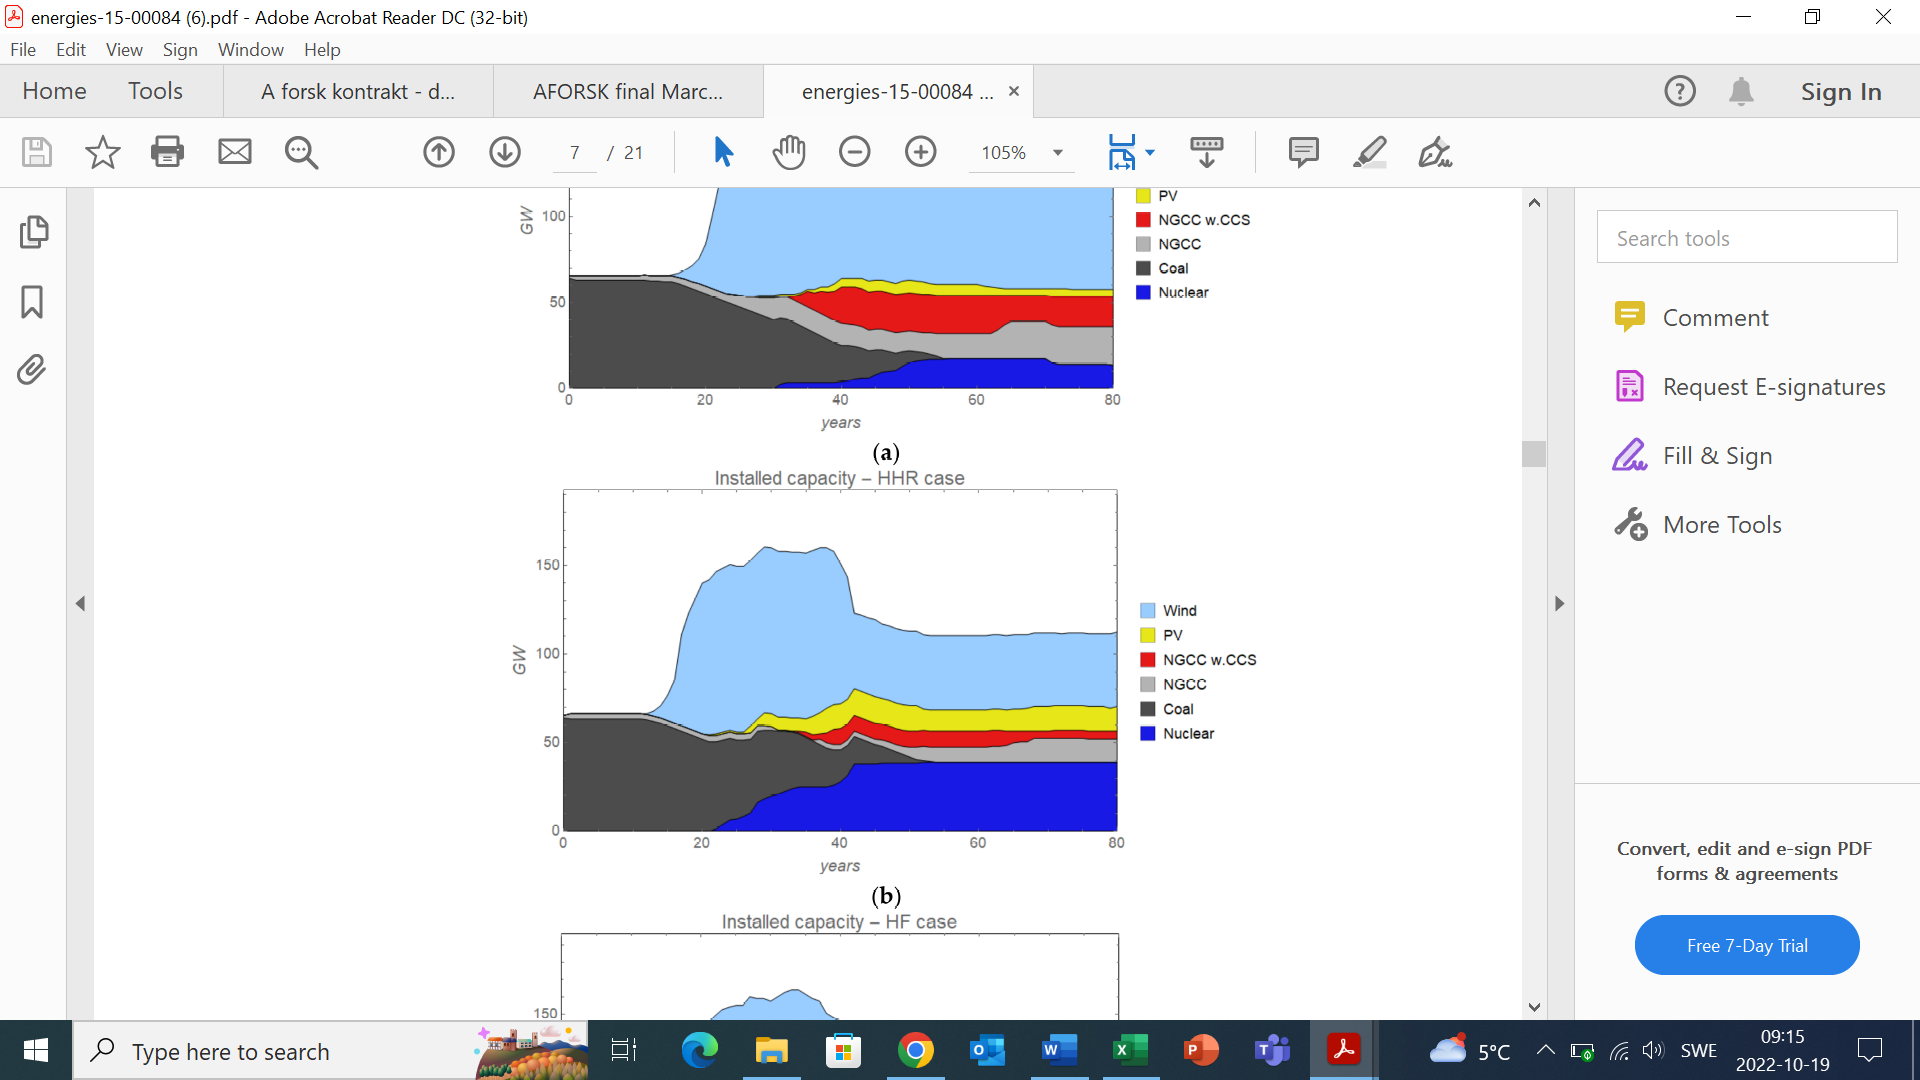 energies-15-00084 (6).pdf - Adobe Acrobat Reader DC (32-bit)
File Edit View Sign Window Help
Home Tools A forsk kontrakt - d... AFORSK final Marc... energies-15-00084 ... × Sign In
7 / 21 105%
PV
NGCC w.CCS
NGCC
Coal
Nuclear
GW
100
50
0
0 20 40 60 80
years
(a)
Installed capacity – HHR case
GW
150
100
50
0
0 20 40 60 80
years
Wind
PV
NGCC w.CCS
NGCC
Coal
Nuclear
(b)
Installed capacity – HF case
150
Search tools
Comment
Request E-signatures
Fill & Sign
More Tools
Convert, edit and e-sign PDF
forms & agreements
Free 7-Day Trial
Type here to search
5°C
SWE
09:15
2022-10-19